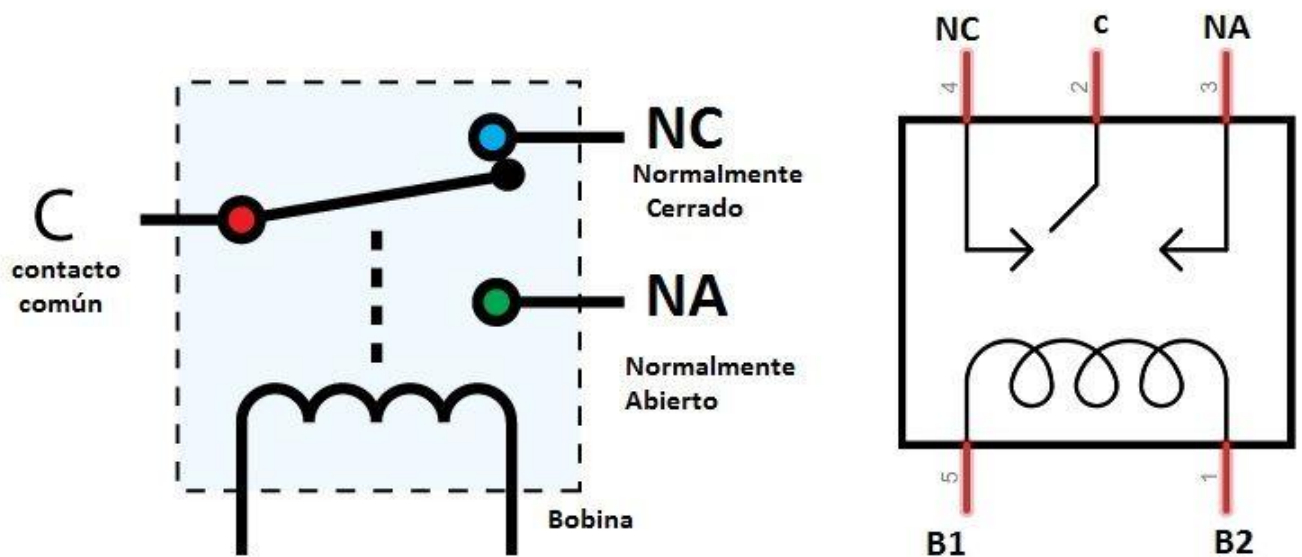 C
contacto
común
NC
Normalmente
Cerrado
NA
Normalmente
Abierto
Bobina
NC
c
NA
4
2
3
5
1
B1
B2